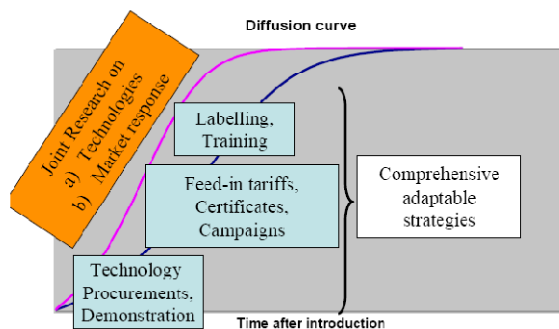 Diffusion curve
Joint Research on
a) Technologies
b) Market response
Labelling,
Training
Feed-in tariffs,
Certificates,
Campaigns
Technology
Procurements,
Demonstration
Comprehensive
adaptable
strategies
Time after introduction